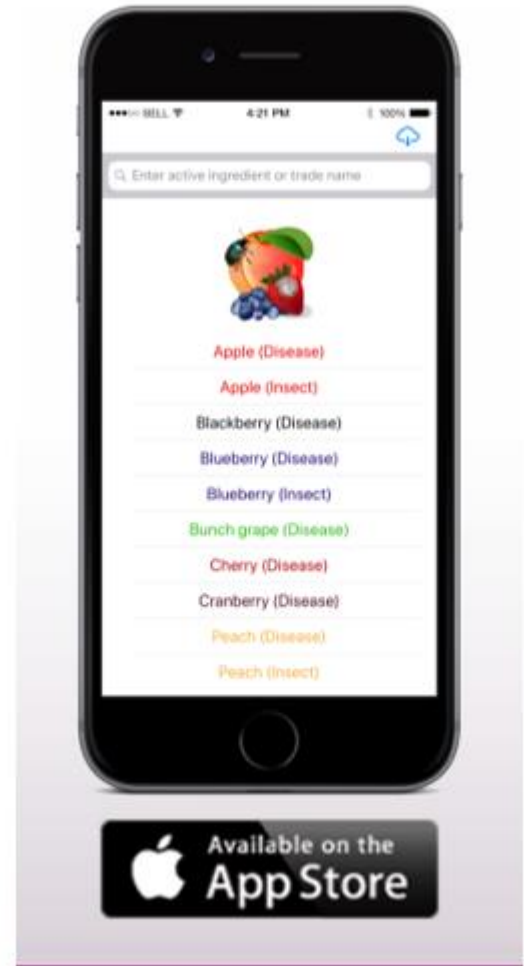 BELL 4:21 PM 100%
Enter active ingredient or trade name
Apple (Disease)
Apple (Insect)
Blackberry (Disease)
Blueberry (Disease)
Blueberry (Insect)
Bunch grape (Disease)
Cherry (Disease)
Cranberry (Disease)
Peach (Disease)
Peach (Insect)
Available on the
App Store